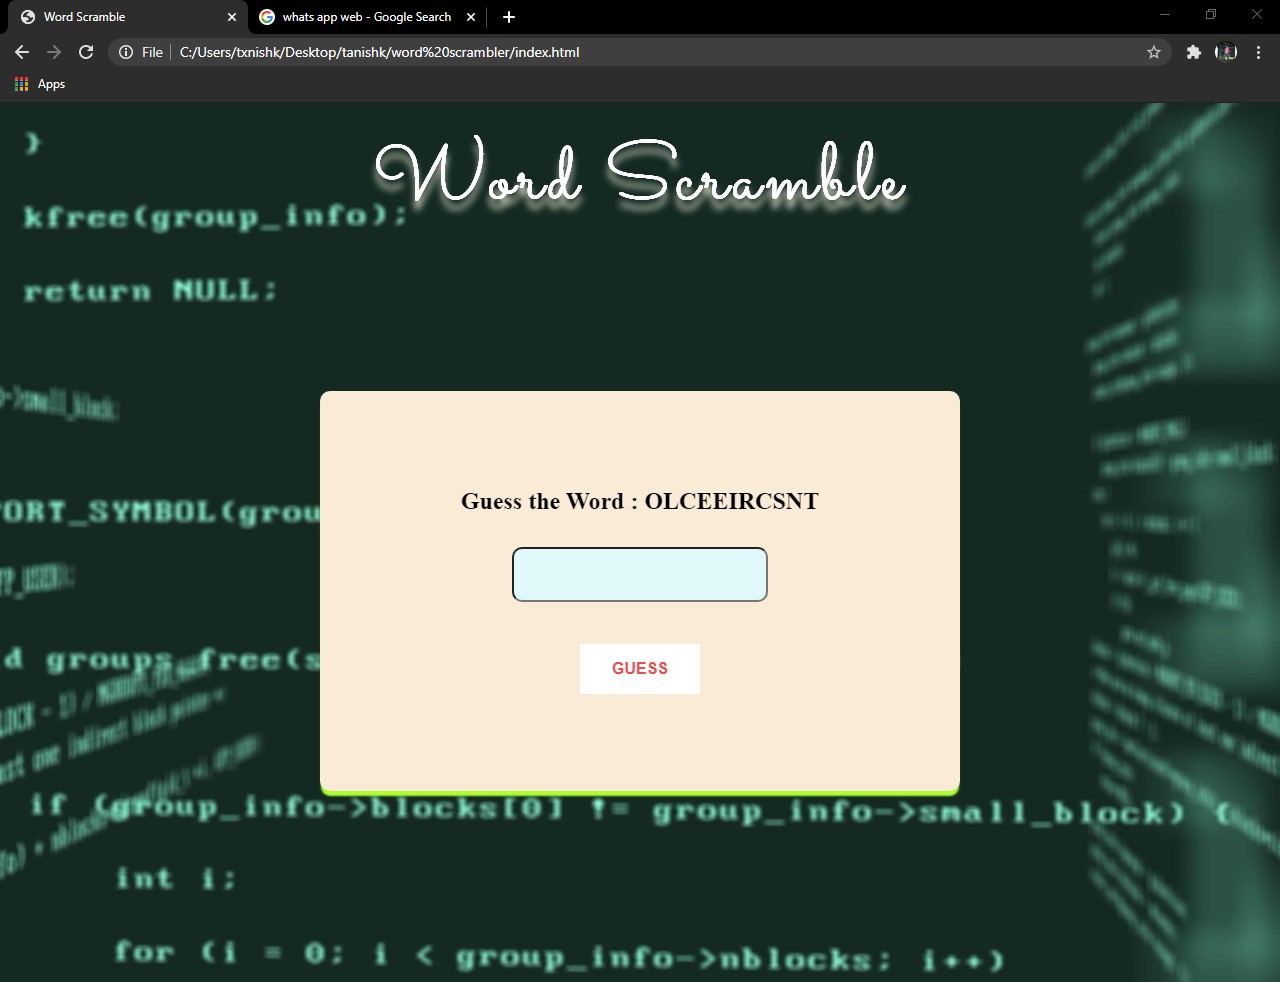 Word Scramble
whats app web - Google Search
File
C:/Users/txnishk/Desktop/tanishk/word%20scrambler/index.html
Apps
}
Word Scramble
kfree(group_info);
return NULL;
Guess the Word : OLCEEIRCSNT
ORT_SYMBOL(grou
d groups_free(s
GUESS
if (group_info->blocks[0] != group_info->small_block) {
int i;
for (i = 0; i < group_info->nblocks; i++)